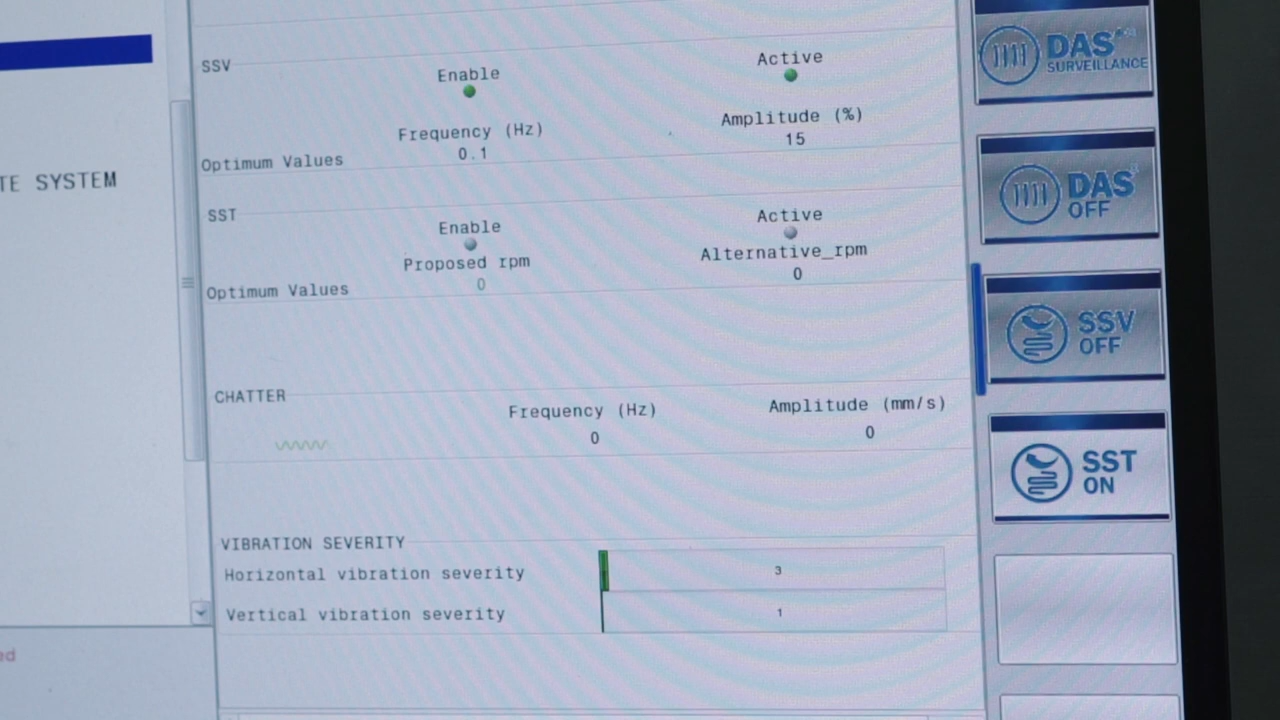 SSV
Enable
Active
Frequency (Hz)
Amplitude (%)
Optimum Values
0.1
15
TE SYSTEM
SST
Enable
Active
Proposed rpm
Alternative_rpm
Optimum Values
0
0
CHATTER
Frequency (Hz)
Amplitude (mm/s)
0
0
VIBRATION SEVERITY
Horizontal vibration severity
3
Vertical vibration severity
1
ed
DAS
SURVEILLANCE
DAS
OFF
SSV
OFF
SST
ON